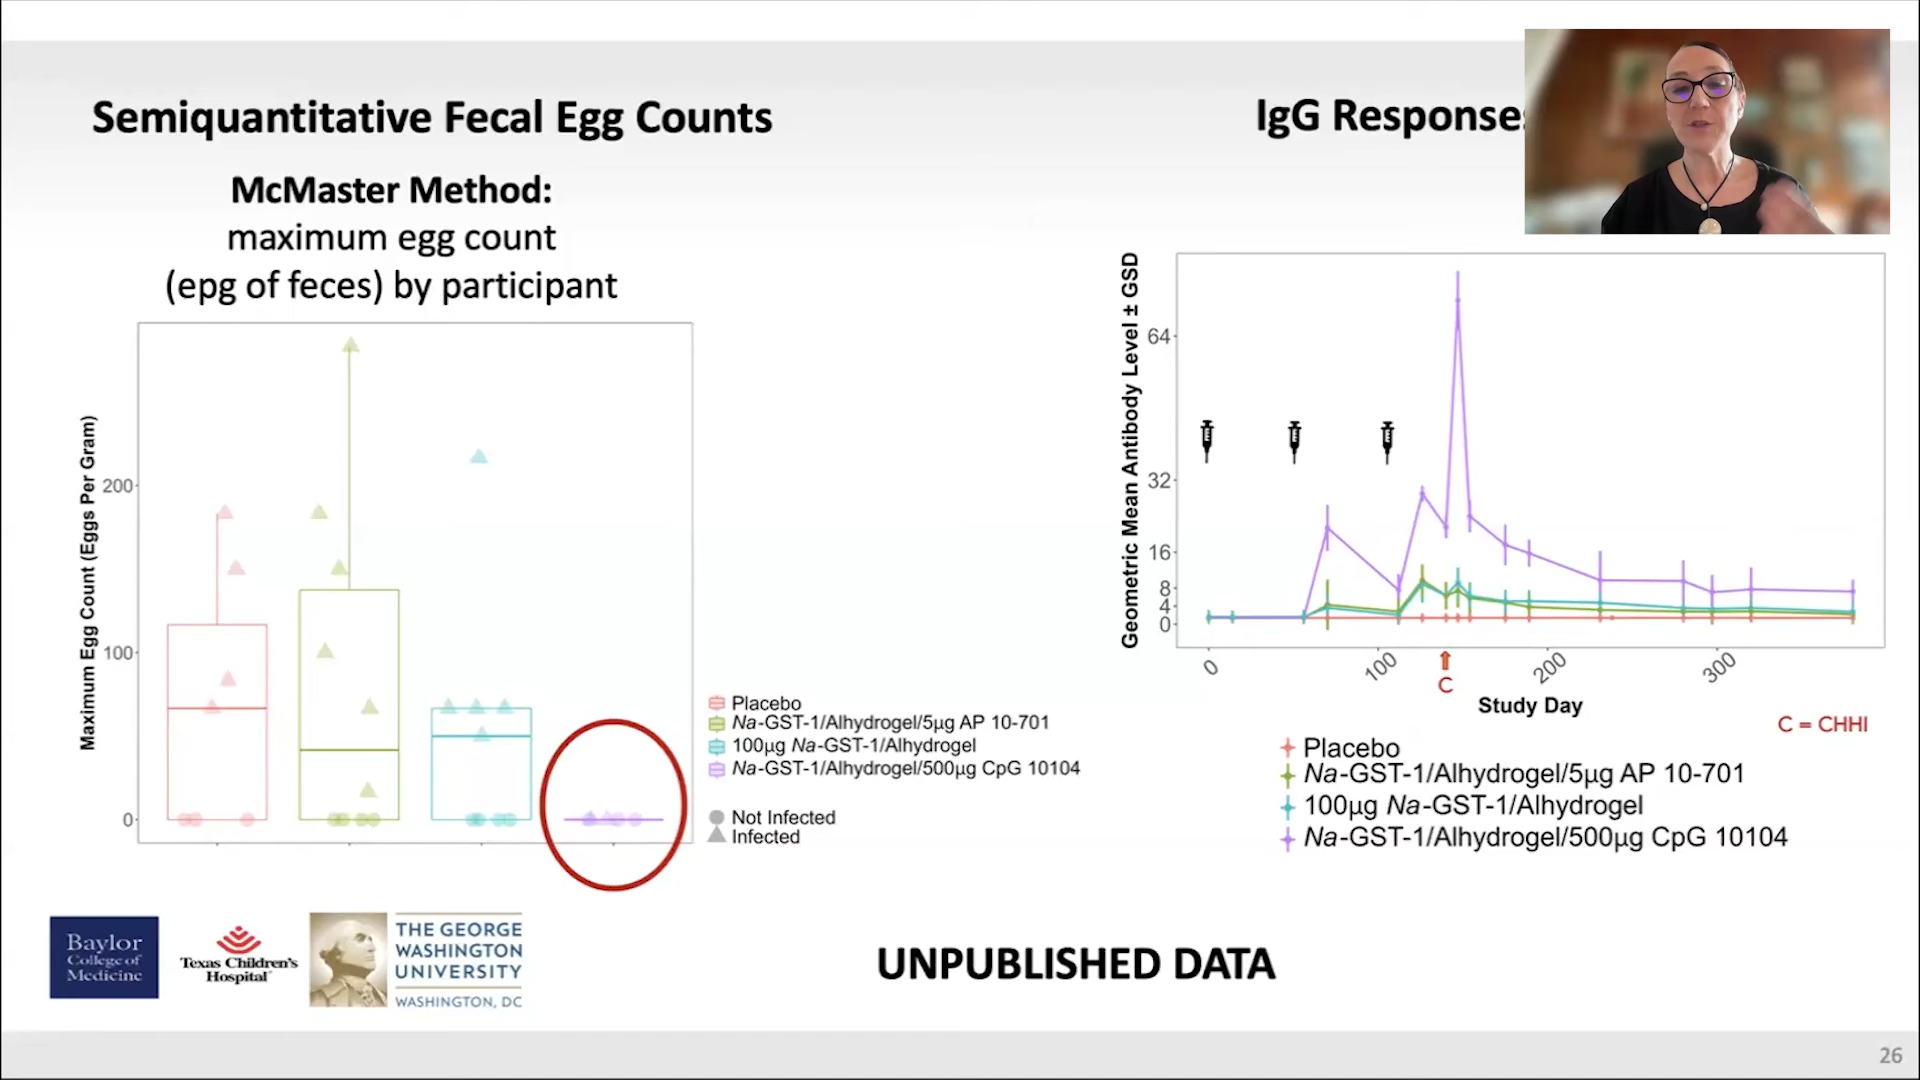 Semiquantitative Fecal Egg Counts
McMaster Method:
maximum egg count
(epg of feces) by participant
Maximum Egg Count (Eggs Per Gram)
200
100
0
Placebo
Na-GST-1/Alhydrogel/5µg AP 10-701
100µg Na-GST-1/Alhydrogel
Na-GST-1/Alhydrogel/500µg CpG 10104
Not Infected
Infected
IgG Response
Geometric Mean Antibody Level ± GSD
64
32
16
8
4
0
0
100
200
300
C
Study Day
C = CHHI
Placebo
Na-GST-1/Alhydrogel/5µg AP 10-701
100µg Na-GST-1/Alhydrogel
Na-GST-1/Alhydrogel/500µg CpG 10104
Baylor
College of
Medicine
Texas Children's
Hospital
THE GEORGE
WASHINGTON
UNIVERSITY
WASHINGTON, DC
UNPUBLISHED DATA
26